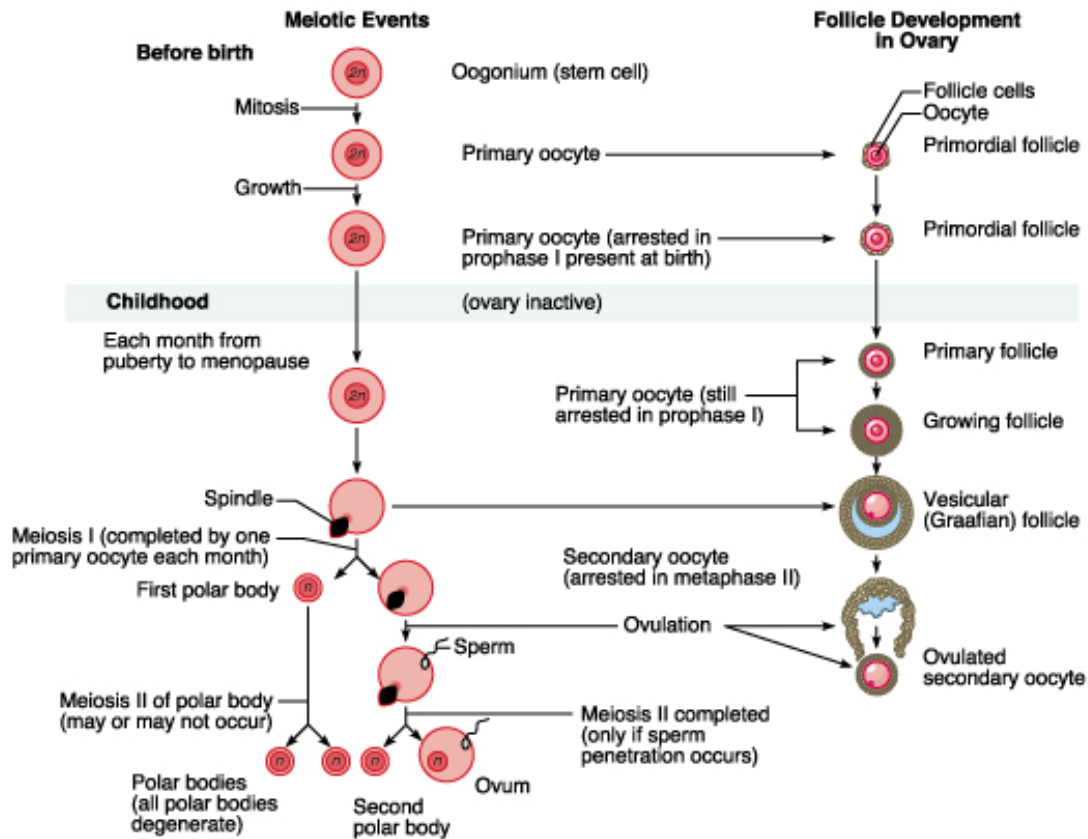 Meiotic Events
Follicle Development
in Ovary
Before birth
2n
Oogonium (stem cell)
Mitosis
Follicle cells
Oocyte
2n
Primary oocyte
Primordial follicle
Growth
2n
Primary oocyte (arrested in
prophase I present at birth)
Primordial follicle
Childhood
(ovary inactive)
Each month from
puberty to menopause
Primary follicle
2n
Primary oocyte (still
arrested in prophase I)
Growing follicle
Spindle
Vesicular
(Graafian) follicle
Meiosis I (completed by one
primary oocyte each month)
Secondary oocyte
(arrested in metaphase II)
First polar body
n
Ovulation
Sperm
Ovulated
secondary oocyte
Meiosis II of polar body
(may or may not occur)
Meiosis II completed
(only if sperm
penetration occurs)
n
n
n
n
Ovum
Polar bodies
(all polar bodies
degenerate)
Second
polar body